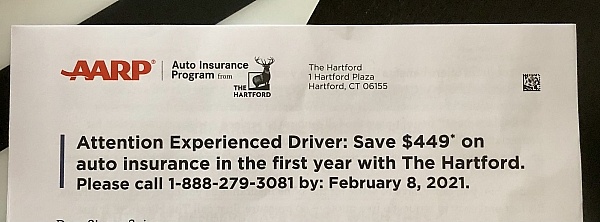 AARP®
Auto Insurance
Program from
THE
HARTFORD
The Hartford
1 Hartford Plaza
Hartford, CT 06155
Attention Experienced Driver: Save $449* on
auto insurance in the first year with The Hartford.
Please call 1-888-279-3081 by: February 8, 2021.